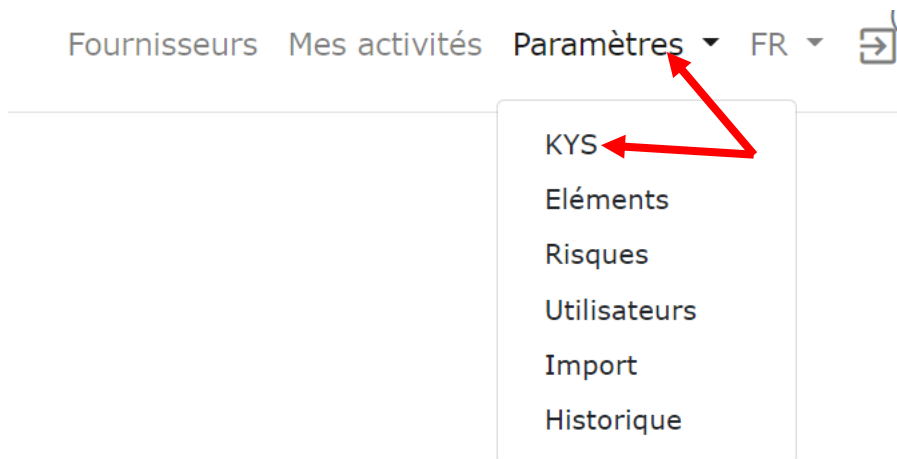 Fournisseurs Mes activités Paramètres FR
KYS
Eléments
Risques
Utilisateurs
Import
Historique